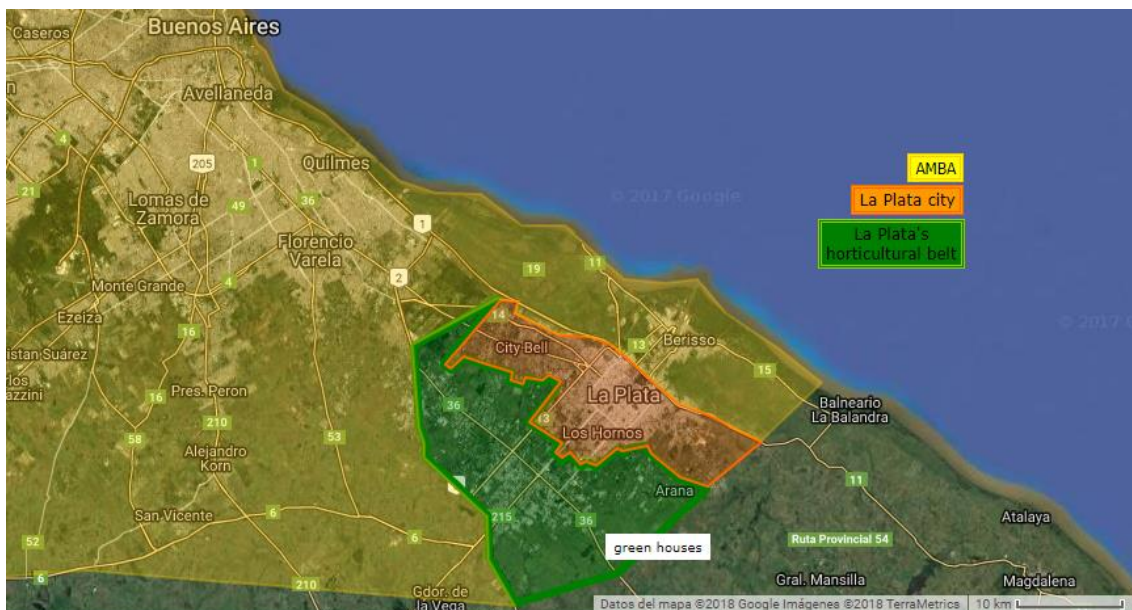 Buenos Aires
Caseros
Avellaneda
4
205
1
Quilmes
21
Lomas de
Zamora
49
36
1
AMBA
© 2017 Google
La Plata city
Florencio
Varela
La Plata's
horticultural belt
11
19
2
Monte Grande
4
Ezeiza
14
13
Berisso
16
City Bell
15
Pres. Peron
La Plata
Balneario
La Balandra
16
36
210
58
53
Los Hornos
Alejandro
Korn
Arana
11
San Vicente
6
215
36
Atalaya
52
6
green houses
Ruta Provincial 54
6
210
Gdor. de
la Vega
Gral. Mansilla
Magdalena
Datos del mapa ©2018 Google Imágenes ©2018 TerraMetrics
10 km